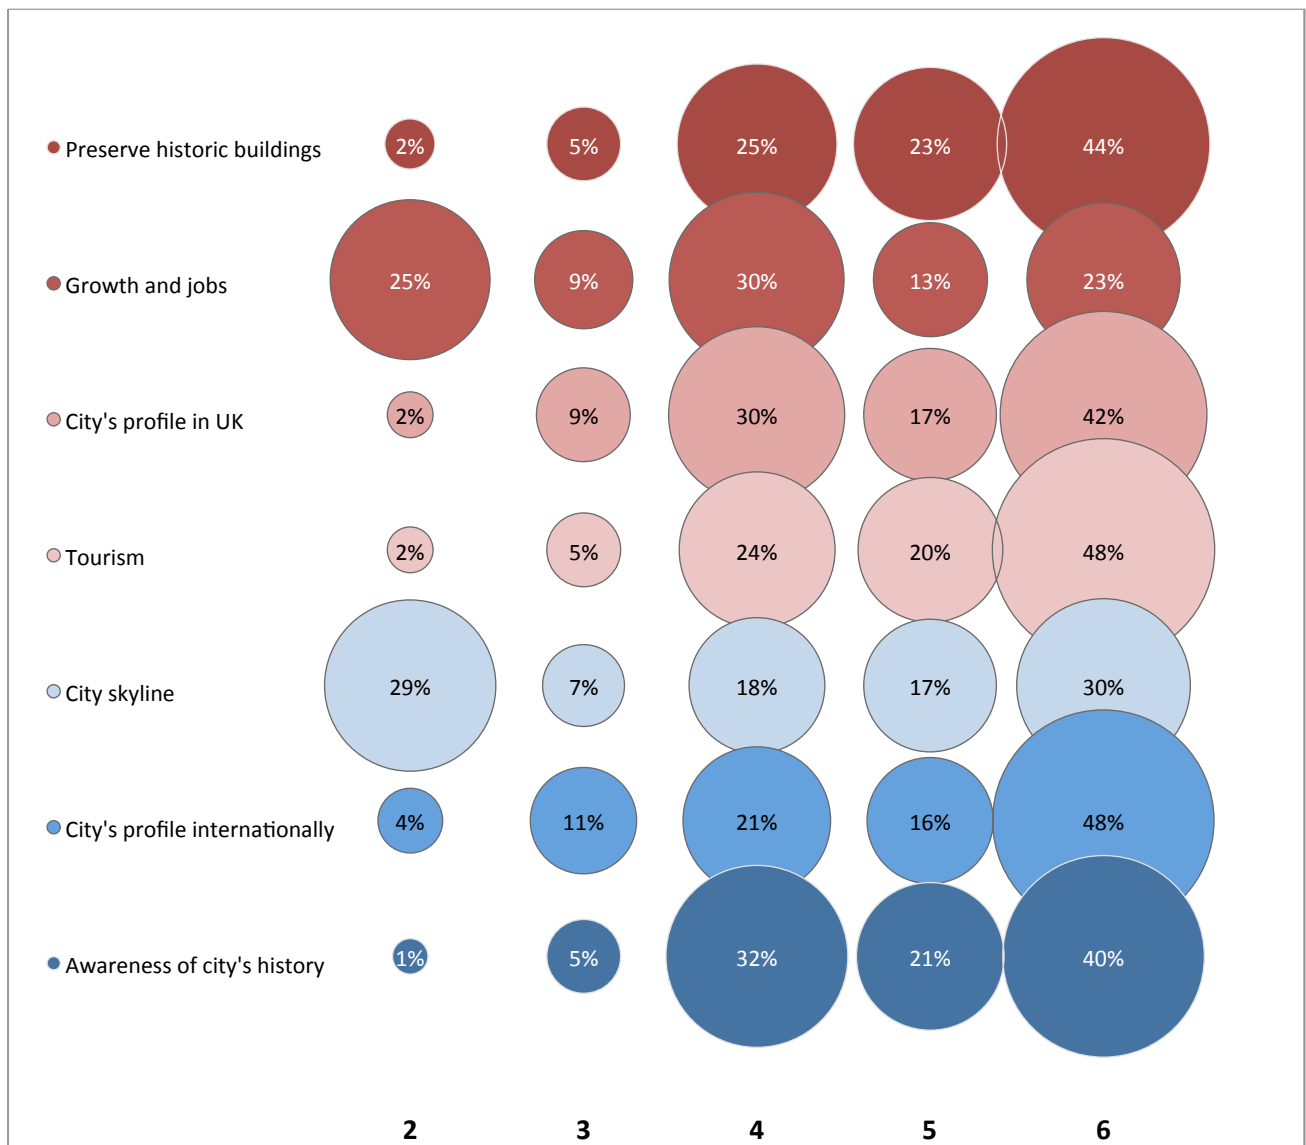 Preserve historic buildings 2% 5% 25% 23% 44%
Growth and jobs 25% 9% 30% 13% 23%
City's profile in UK 2% 9% 30% 17% 42%
Tourism 2% 5% 24% 20% 48%
City skyline 29% 7% 18% 17% 30%
City's profile internationally 4% 11% 21% 16% 48%
Awareness of city's history 1% 5% 32% 21% 40%
2 3 4 5 6